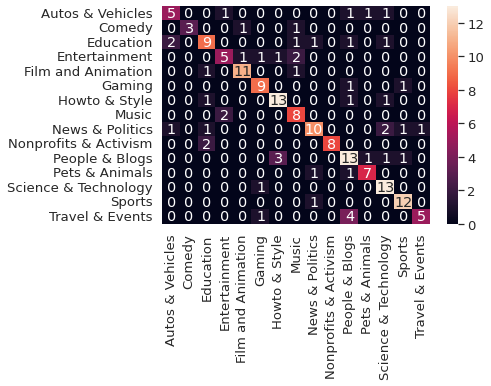 Autos & Vehicles 5 0 0 1 0 0 0 0 0 0 1 1 1 0 0
Comedy 0 3 0 0 1 0 0 1 0 0 0 0 0 0 0
Education 2 0 9 0 0 0 0 1 1 0 1 0 1 0 0
Entertainment 0 0 0 5 1 1 1 2 0 0 0 0 0 0 0
Film and Animation 0 0 1 0 11 0 0 1 0 0 0 0 0 0 0
Gaming 0 0 0 0 0 9 0 0 0 0 1 0 0 1 0
Howto & Style 0 0 1 0 0 0 13 0 0 0 1 0 1 0 0
Music 0 0 0 2 0 0 0 8 0 0 0 0 0 0 0
News & Politics 1 0 1 0 0 0 0 0 10 0 0 0 2 1 1
Nonprofits & Activism 0 0 2 0 0 0 0 0 0 8 0 0 0 0 0
People & Blogs 0 0 0 0 0 0 3 0 0 0 13 1 1 1 0
Pets & Animals 0 0 0 0 0 0 0 0 1 0 1 7 0 0 0
Science & Technology 0 0 0 0 0 1 0 0 0 0 0 0 13 0 0
Sports 0 0 0 0 0 0 0 0 1 0 0 0 0 12 0
Travel & Events 0 0 0 0 0 1 0 0 0 0 4 0 0 0 5
Autos & Vehicles
Comedy
Education
Entertainment
Film and Animation
Gaming
Howto & Style
Music
News & Politics
Nonprofits & Activism
People & Blogs
Pets & Animals
Science & Technology
Sports
Travel & Events
12
10
8
6
4
2
0